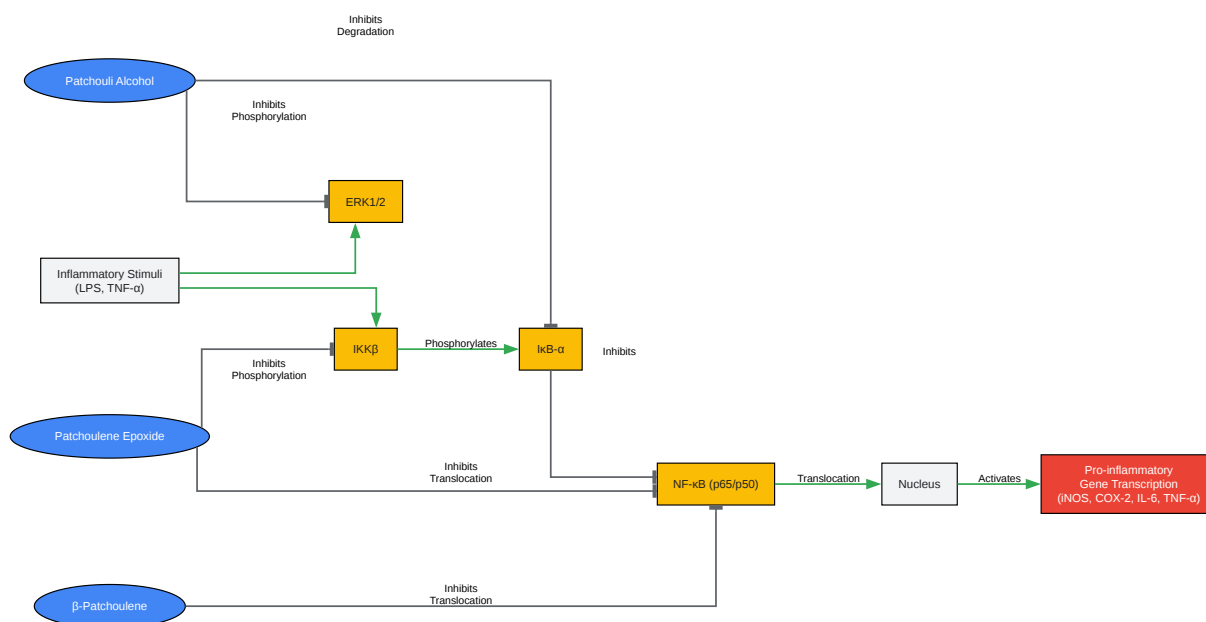 Inhibits
Degradation
Patchouli Alcohol
Inhibits
Phosphorylation
ERK1/2
Inflammatory Stimuli
(LPS, TNF-α)
IKKβ
Phosphorylates
IκB-α
Inhibits
Inhibits
Phosphorylation
Patchoulene Epoxide
Inhibits
Translocation
NF-κB (p65/p50)
Translocation
Nucleus
Activates
Pro-inflammatory
Gene Transcription
(iNOS, COX-2, IL-6, TNF-α)
Inhibits
Translocation
β-Patchoulene